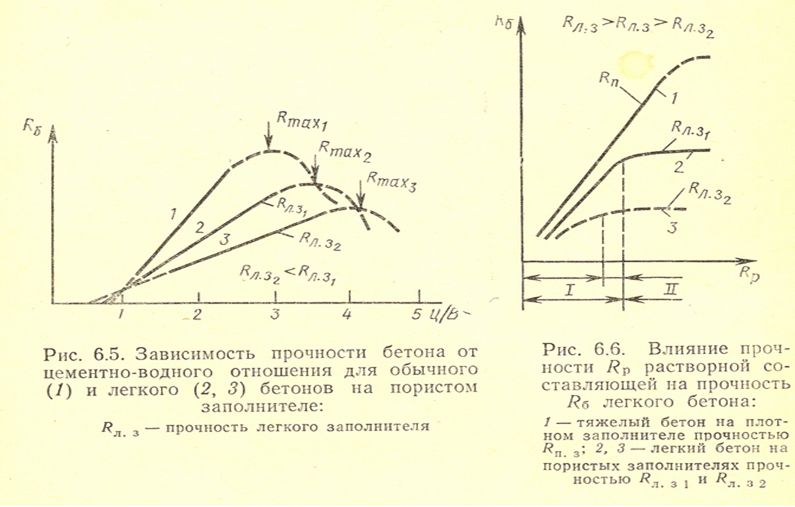 Rб
Rmax1
Rmax2
Rmax3
1
2
Rл.з1
3
Rл.з2
Rл.з2 < Rл.з1
1 2 3 4 5 Ц/В
Рис. 6.5. Зависимость прочности бетона от
цементно-водного отношения для обычного
(1) и легкого (2, 3) бетонов на пористом
заполнителе:
Rл. з — прочность легкого заполнителя
Rб
Rл.з > Rл.з > Rл.з2
Rп
1
Rл.з1
2
Rл.з2
3
Rр
I II
Рис. 6.6. Влияние проч-
ности Rр растворной со-
ставляющей на прочность
Rб легкого бетона:
1 — тяжелый бетон на плот-
ном заполнителе прочностью
Rп. з; 2, 3 — легкий бетон на
пористых заполнителях проч-
ностью Rл. з 1 и Rл. з 2